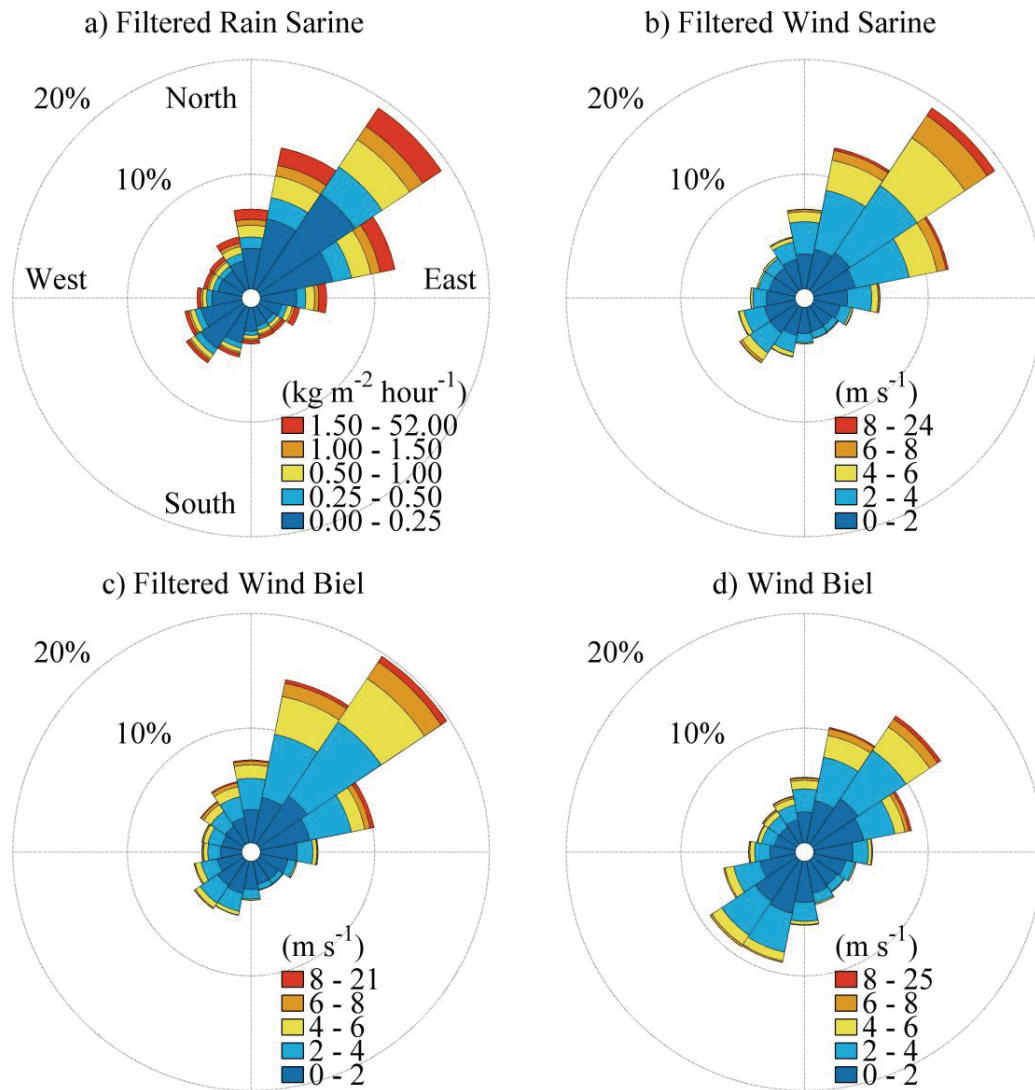 a) Filtered Rain Sarine
20%
North
10%
West
East
South
(kg m⁻² hour⁻¹)
1.50 - 52.00
1.00 - 1.50
0.50 - 1.00
0.25 - 0.50
0.00 - 0.25
b) Filtered Wind Sarine
20%
10%
(m s⁻¹)
8 - 24
6 - 8
4 - 6
2 - 4
0 - 2
c) Filtered Wind Biel
20%
10%
(m s⁻¹)
8 - 21
6 - 8
4 - 6
2 - 4
0 - 2
d) Wind Biel
20%
10%
(m s⁻¹)
8 - 25
6 - 8
4 - 6
2 - 4
0 - 2